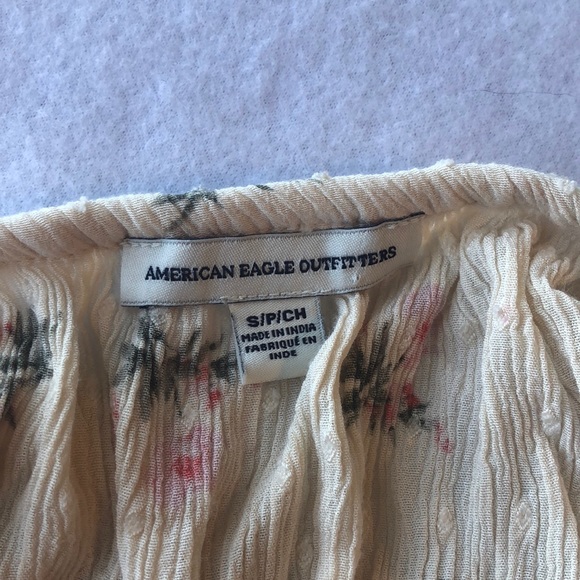 AMERICAN EAGLE OUTFITTERS
S/P/CH
MADE IN INDIA
FABRIQUÉ EN
INDE